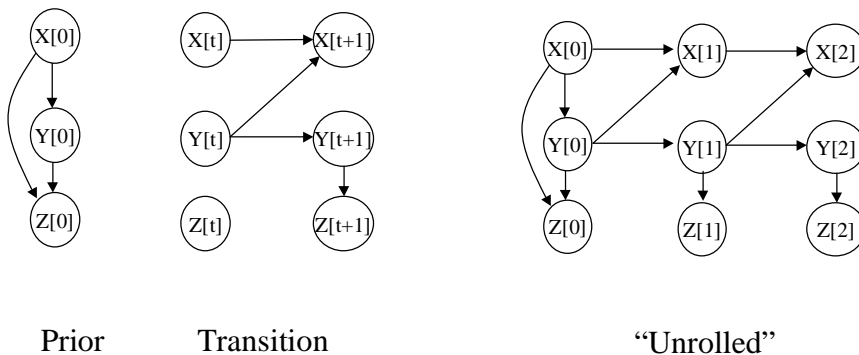 X[0]
Y[0]
Z[0]
X[t] X[t+1]
Y[t] Y[t+1]
Z[t] Z[t+1]
X[0] X[1] X[2]
Y[0] Y[1] Y[2]
Z[0] Z[1] Z[2]
Prior Transition “Unrolled”